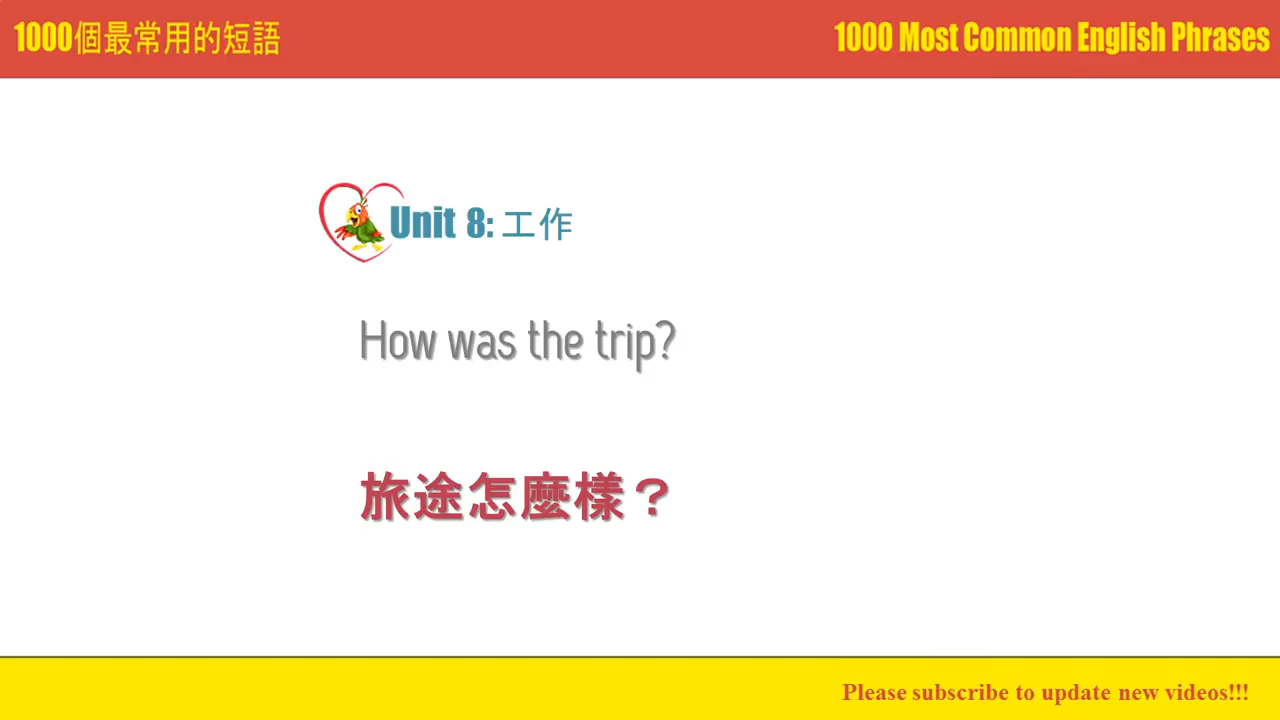 1000個最常用的短語
1000 Most Common English Phrases
Unit 8: 工作
How was the trip?
旅途怎麼樣？
Please subscribe to update new videos!!!